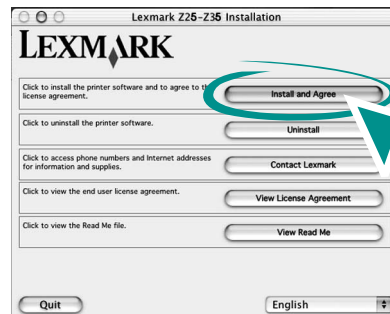 Lexmark Z25-Z35 Installation
LEXMARK
Click to install the printer software and to agree to the
license agreement.
Install and Agree
Click to uninstall the printer software.
Uninstall
Click to access phone numbers and Internet addresses
for information and supplies.
Contact Lexmark
Click to view the end user license agreement.
View License Agreement
Click to view the Read Me file.
View Read Me
Quit
English